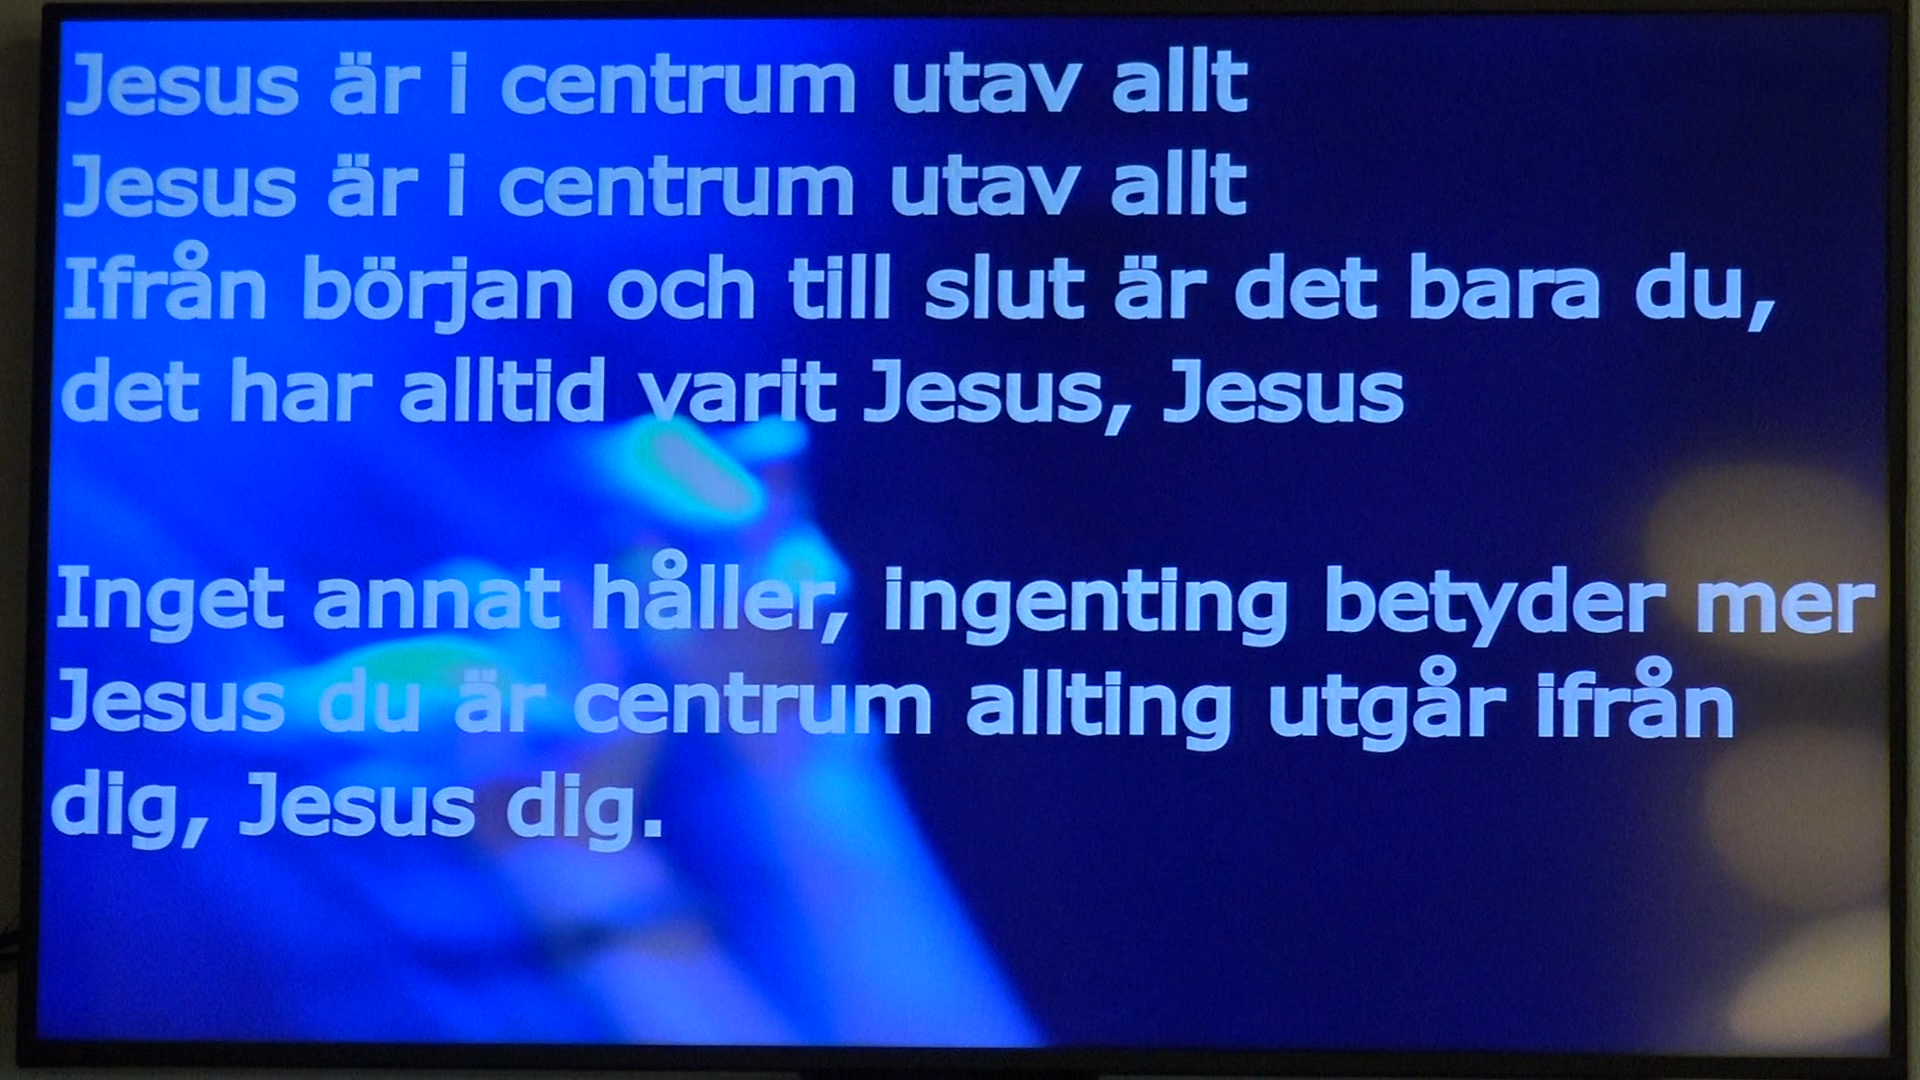 Jesus är i centrum utav allt
Jesus är i centrum utav allt
Ifrån början och till slut är det bara du,
det har alltid varit Jesus, Jesus
Inget annat håller, ingenting betyder mer
Jesus du är centrum allting utgår ifrån
dig, Jesus dig.